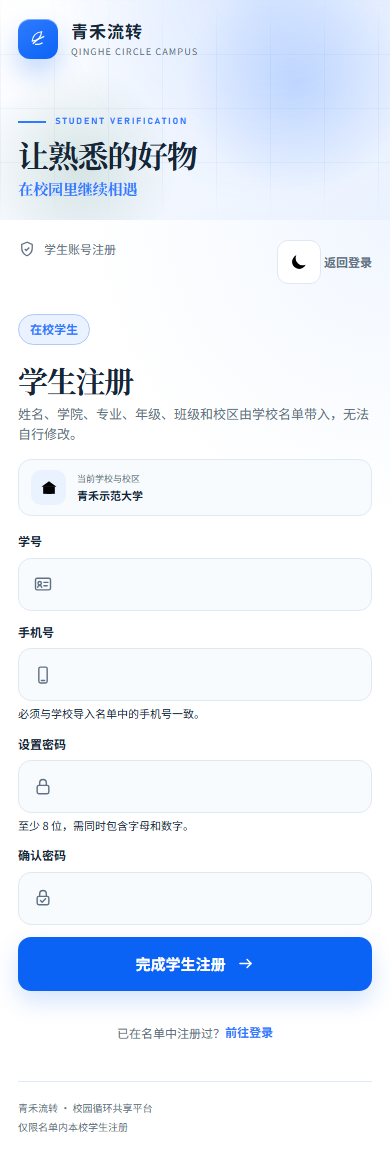 青禾流转
QINGHE CIRCLE CAMPUS
STUDENT VERIFICATION
让熟悉的好物
在校园里继续相遇
学生账号注册
返回登录
在校学生
学生注册
姓名、学院、专业、年级、班级和校区由学校名单带入，无法
自行修改。
当前学校与校区
青禾示范大学
学号
手机号
必须与学校导入名单中的手机号一致。
设置密码
至少 8 位，需同时包含字母和数字。
确认密码
完成学生注册
已在名单中注册过？前往登录
青禾流转 · 校园循环共享平台
仅限名单内本校学生注册